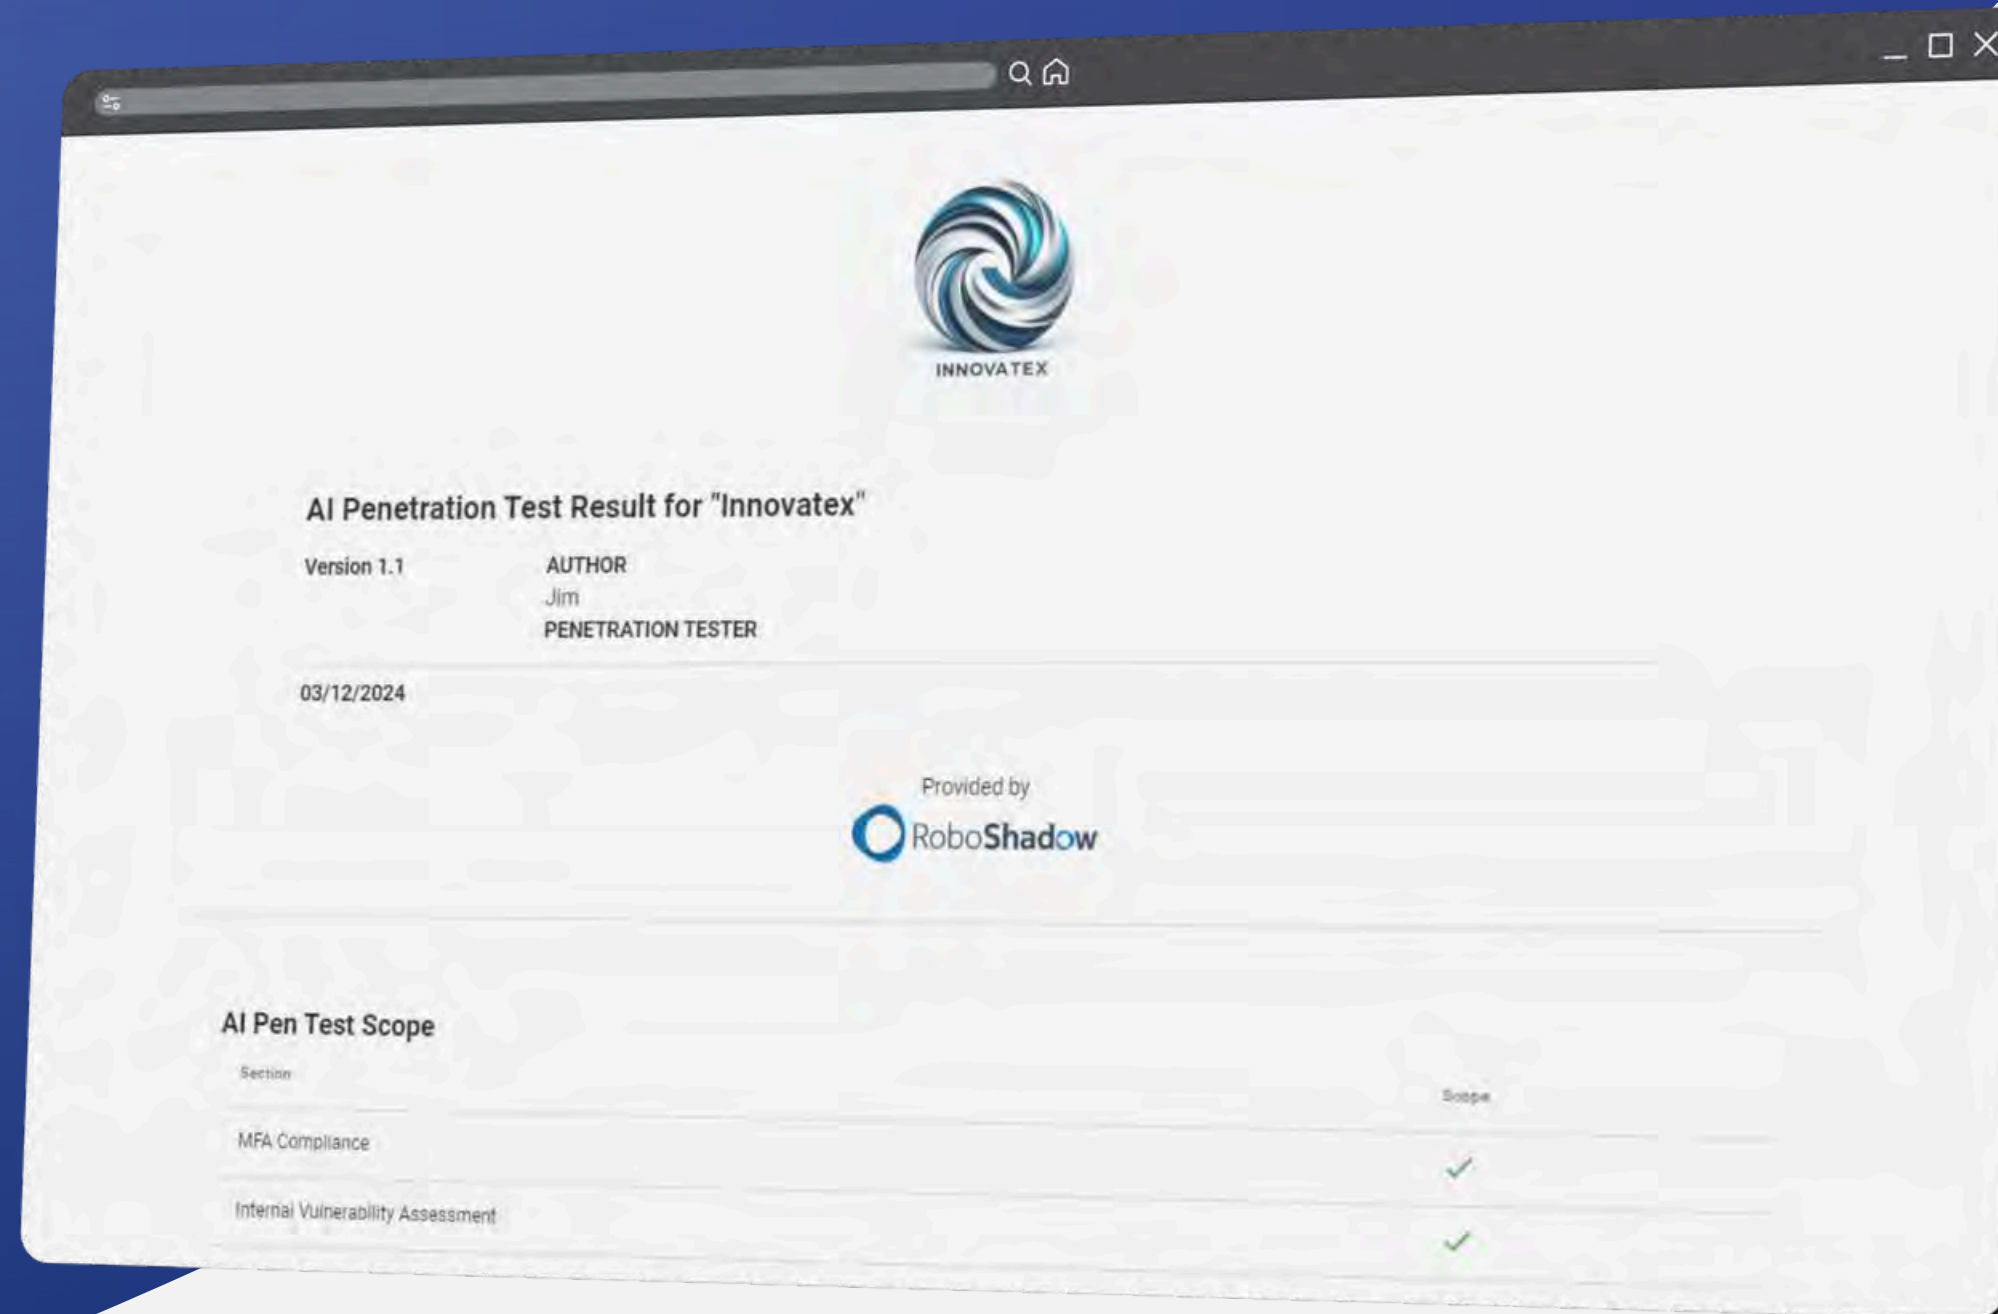 INNOVATEX
AI Penetration Test Result for "Innovatex"
Version 1.1
AUTHOR
Jim
PENETRATION TESTER
03/12/2024
Provided by
RoboShadow
AI Pen Test Scope
Section
Scope
MFA Compliance
Internal Vulnerability Assessment